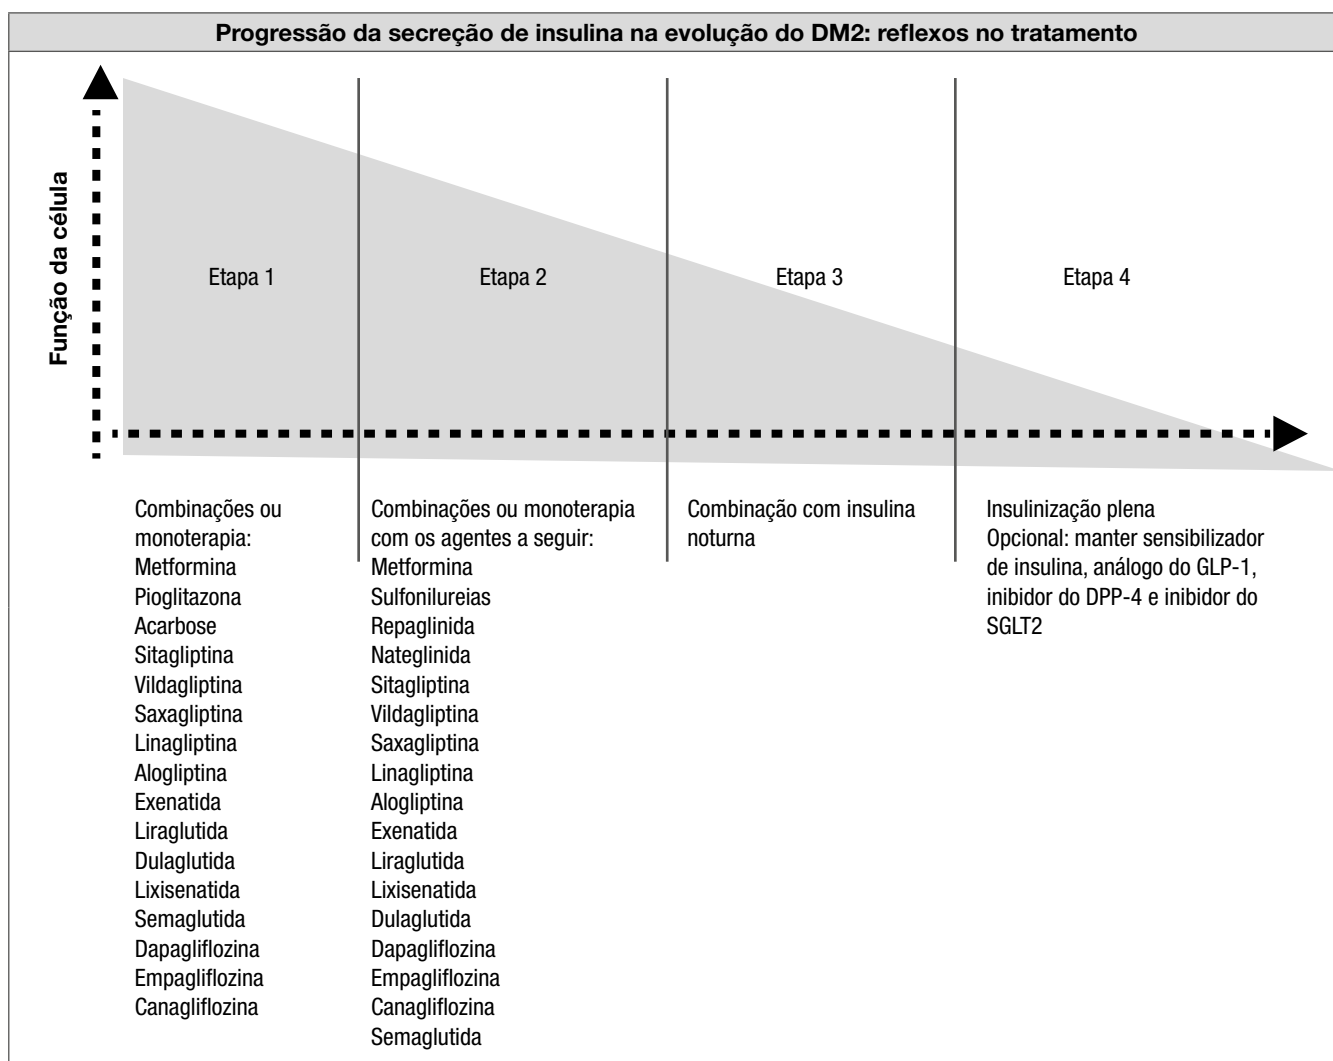 Progressão da secreção de insulina na evolução do DM2: reflexos no tratamento
Função da célula
Etapa 1
Etapa 2
Etapa 3
Etapa 4
Combinações ou
monoterapia:
Metformina
Pioglitazona
Acarbose
Sitagliptina
Vildagliptina
Saxagliptina
Linagliptina
Alogliptina
Exenatida
Liraglutida
Dulaglutida
Lixisenatida
Semaglutida
Dapagliflozina
Empagliflozina
Canagliflozina
Combinações ou monoterapia
com os agentes a seguir:
Metformina
Sulfonilureias
Repaglinida
Nateglinida
Sitagliptina
Vildagliptina
Saxagliptina
Linagliptina
Alogliptina
Exenatida
Liraglutida
Lixisenatida
Dulaglutida
Dapagliflozina
Empagliflozina
Canagliflozina
Semaglutida
Combinação com insulina
noturna
Insulinização plena
Opcional: manter sensibilizador
de insulina, análogo do GLP-1,
inibidor do DPP-4 e inibidor do
SGLT2